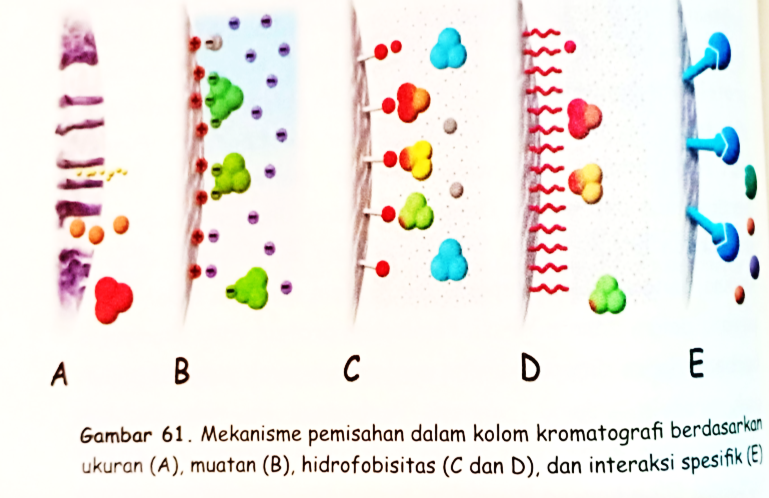 A B C D E
Gambar 61. Mekanisme pemisahan dalam kolom kromatografi berdasarkan
ukuran (A), muatan (B), hidrofobisitas (C dan D), dan interaksi spesifik (E)